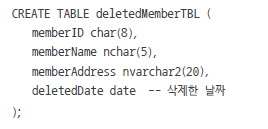 CREATE TABLE deletedMemberTBL (
memberID char(8),
memberName nchar(5),
memberAddress nvarchar2(20),
deletedDate date -- 삭제한 날짜
);